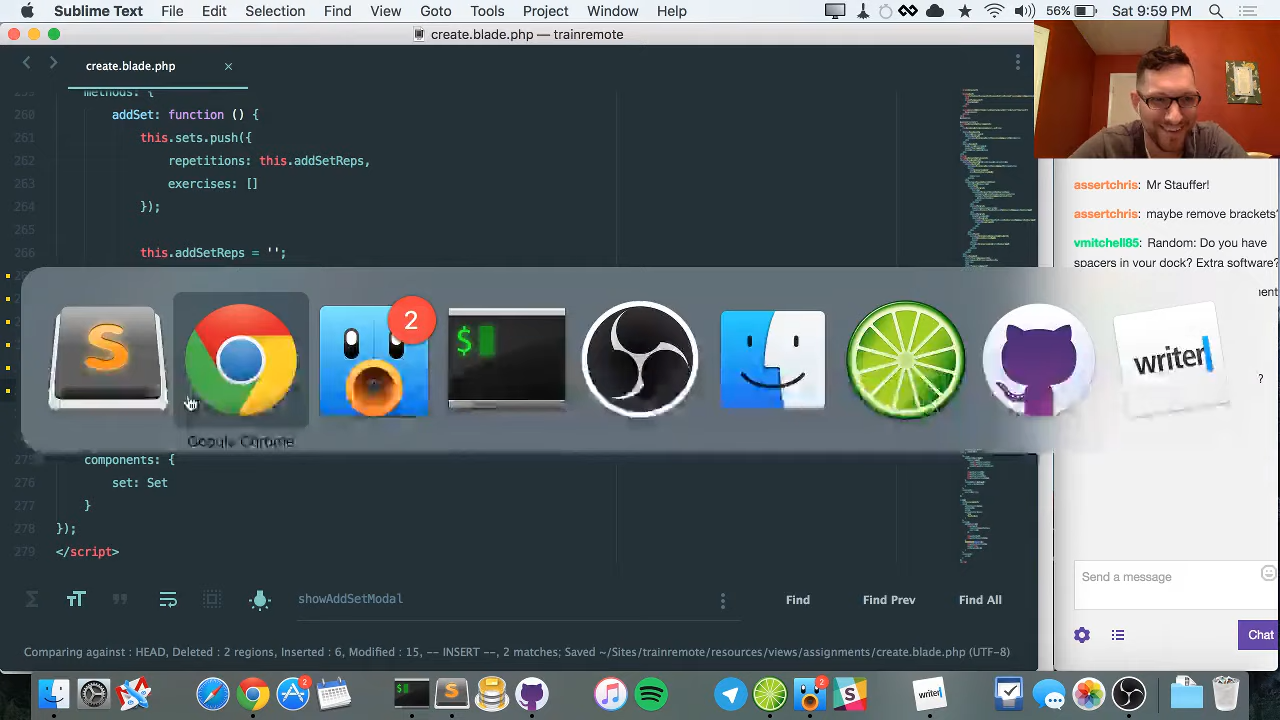 Sublime Text File Edit Selection Find View Goto Tools Project Window Help 56% Sat 9:59 PM
create.blade.php — trainremote
create.blade.php ×
methods: {
260 addSet: function () {
261 this.sets.push({
262 repetitions: this.addSetReps,
263 exercises: []
264 });
265
266 this.addSetReps = '';
S
2
$
writer
Google Chrome
275 components: {
276 set: Set
277 }
278 });
279 </script>
showAddSetModal
Find Find Prev Find All
Comparing against : HEAD, Deleted : 2 regions, Inserted : 6, Modified : 15, -- INSERT --, 2 matches; Saved ~/Sites/trainremote/resources/views/assignments/create.blade.php (UTF-8)
assertchris: Mr Stauffer!
assertchris: maybe remove brackets
vmitchell85: Random: Do you have
spacers in your dock? Extra software?
Send a message
Chat
2
2
writer